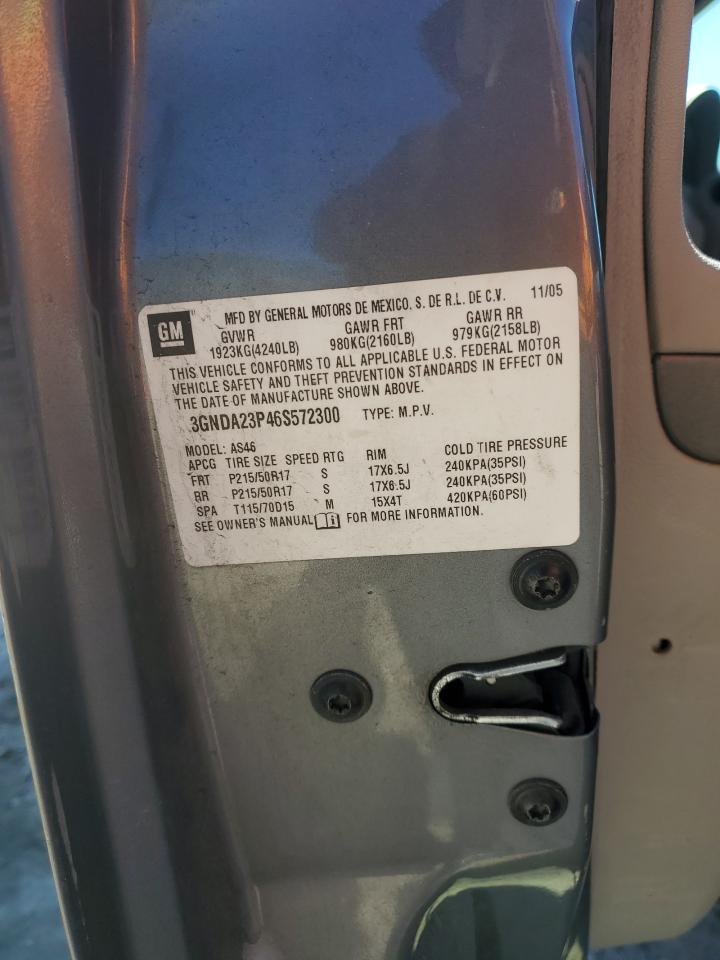 GM
MFD BY GENERAL MOTORS DE MEXICO, S. DE R.L. DE C.V. 11/05
GVWR GAWR FRT GAWR RR
1923KG(4240LB) 980KG(2160LB) 979KG(2158LB)
THIS VEHICLE CONFORMS TO ALL APPLICABLE U.S. FEDERAL MOTOR
VEHICLE SAFETY AND THEFT PREVENTION STANDARDS IN EFFECT ON
THE DATE OF MANUFACTURE SHOWN ABOVE.
3GNDA23P46S572300 TYPE: M.P.V.
MODEL: AS46
APCG TIRE SIZE SPEED RTG RIM COLD TIRE PRESSURE
FRT P215/50R17 S 17X6.5J 240KPA(35PSI)
RR P215/50R17 S 17X6.5J 240KPA(35PSI)
SPA T115/70D15 M 15X4T 420KPA(60PSI)
SEE OWNER'S MANUAL i FOR MORE INFORMATION.